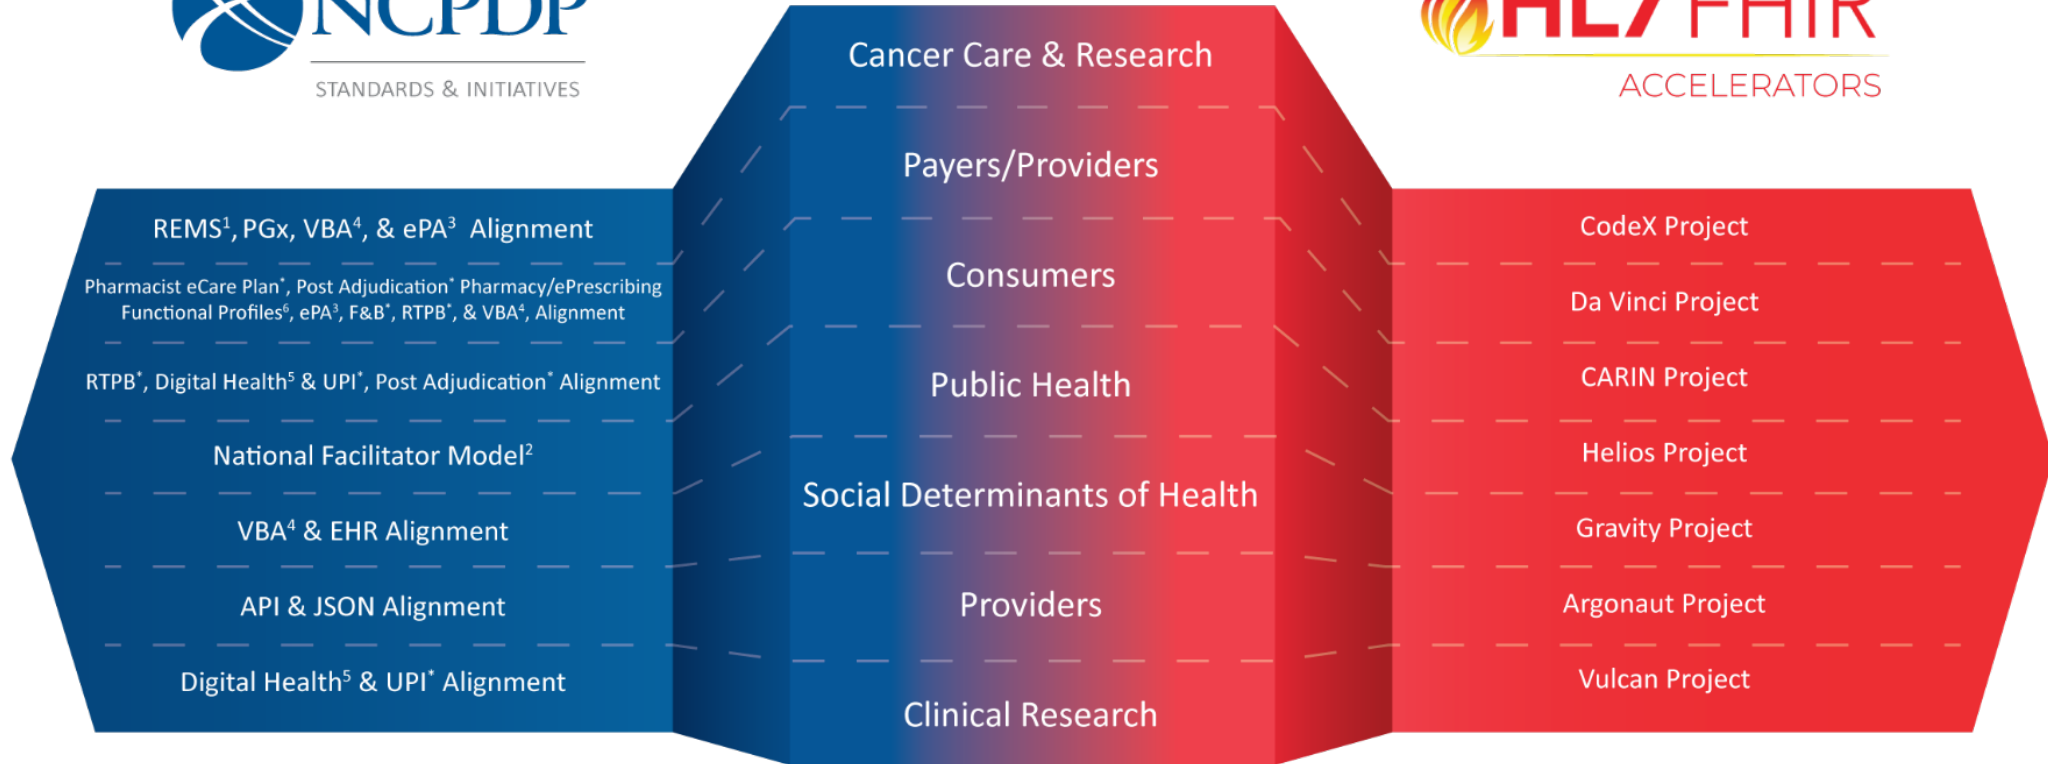 NCPDP
STANDARDS & INITIATIVES
HL7 FHIR
ACCELERATORS
Cancer Care & Research
Payers/Providers
Consumers
Public Health
Social Determinants of Health
Providers
Clinical Research
REMS¹, PGx, VBA⁴, & ePA³ Alignment
Pharmacist eCare Plan*, Post Adjudication* Pharmacy/ePrescribing
Functional Profiles⁶, ePA³, F&B*, RTPB*, & VBA⁴, Alignment
RTPB*, Digital Health⁵ & UPI*, Post Adjudication* Alignment
National Facilitator Model²
VBA⁴ & EHR Alignment
API & JSON Alignment
Digital Health⁵ & UPI* Alignment
CodeX Project
Da Vinci Project
CARIN Project
Helios Project
Gravity Project
Argonaut Project
Vulcan Project